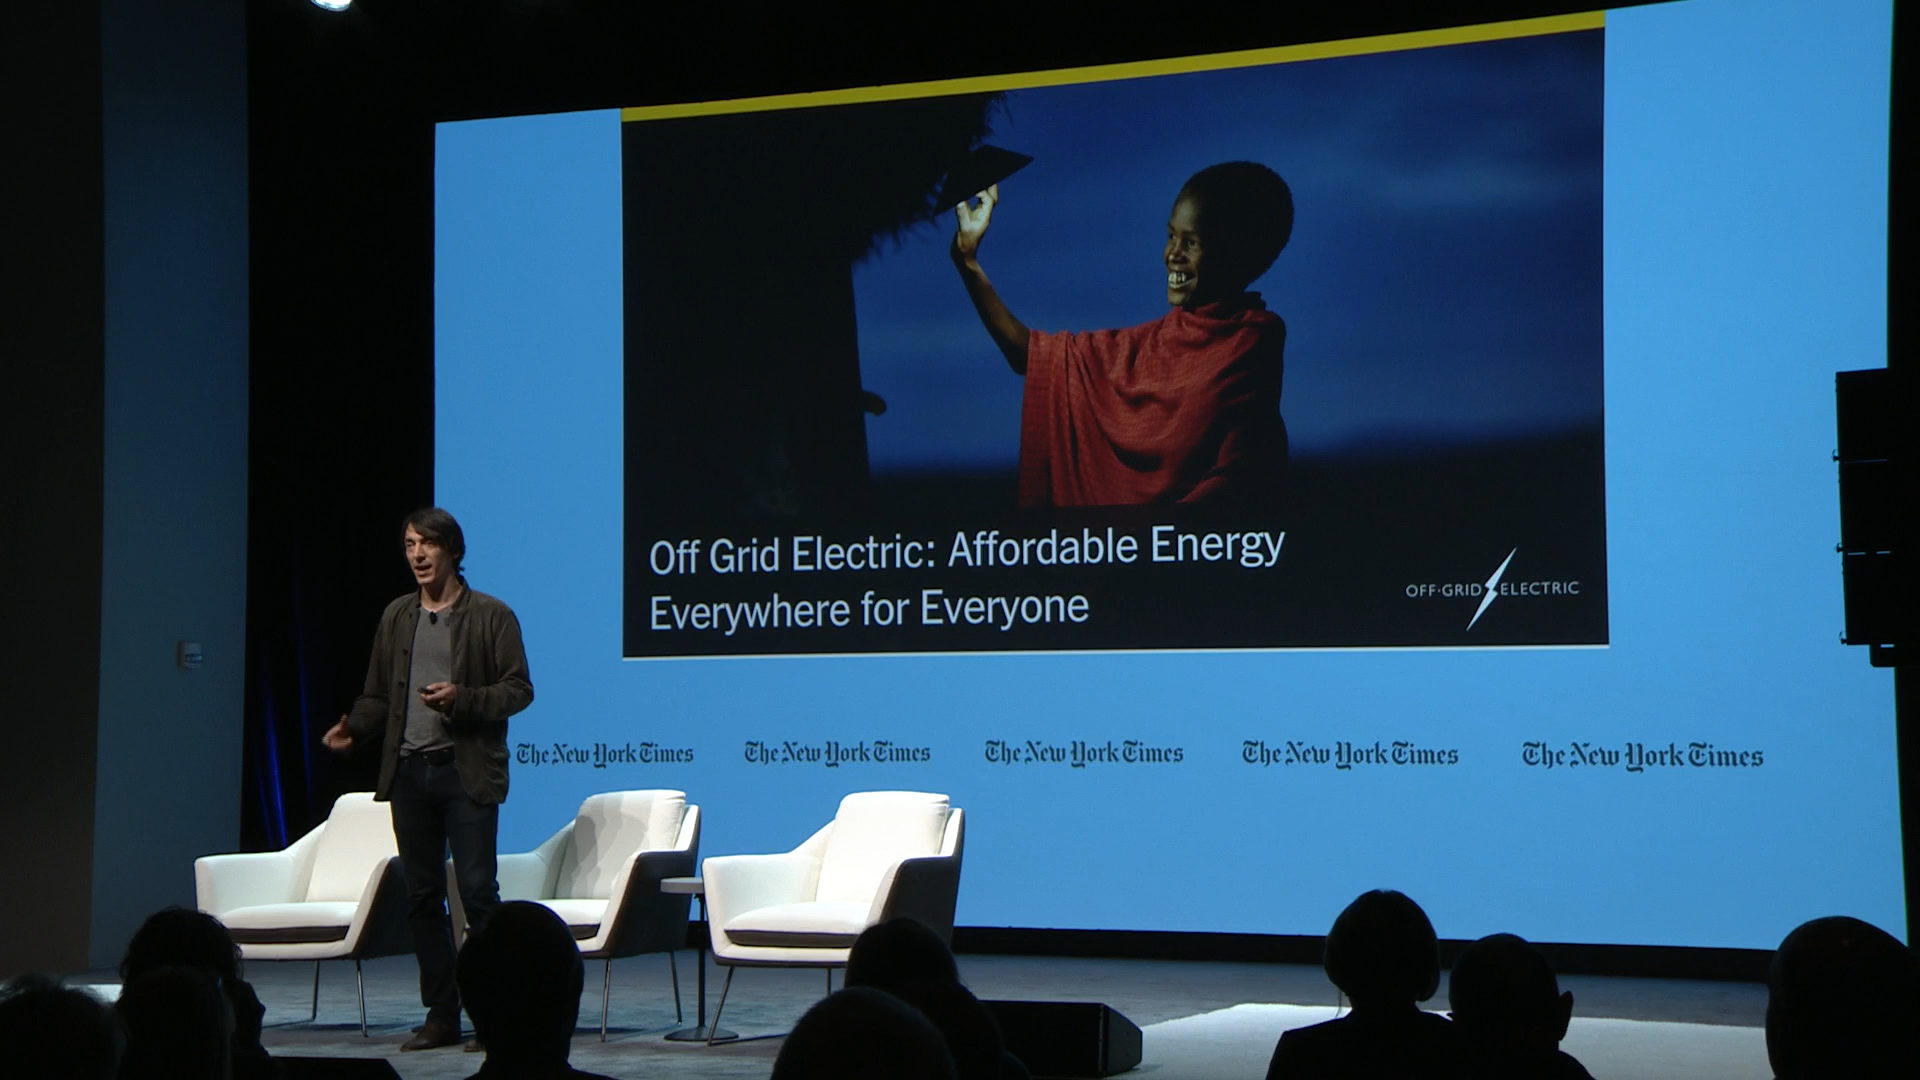 Off Grid Electric: Affordable Energy
Everywhere for Everyone
OFF·GRID ELECTRIC
The New York Times The New York Times The New York Times The New York Times The New York Times